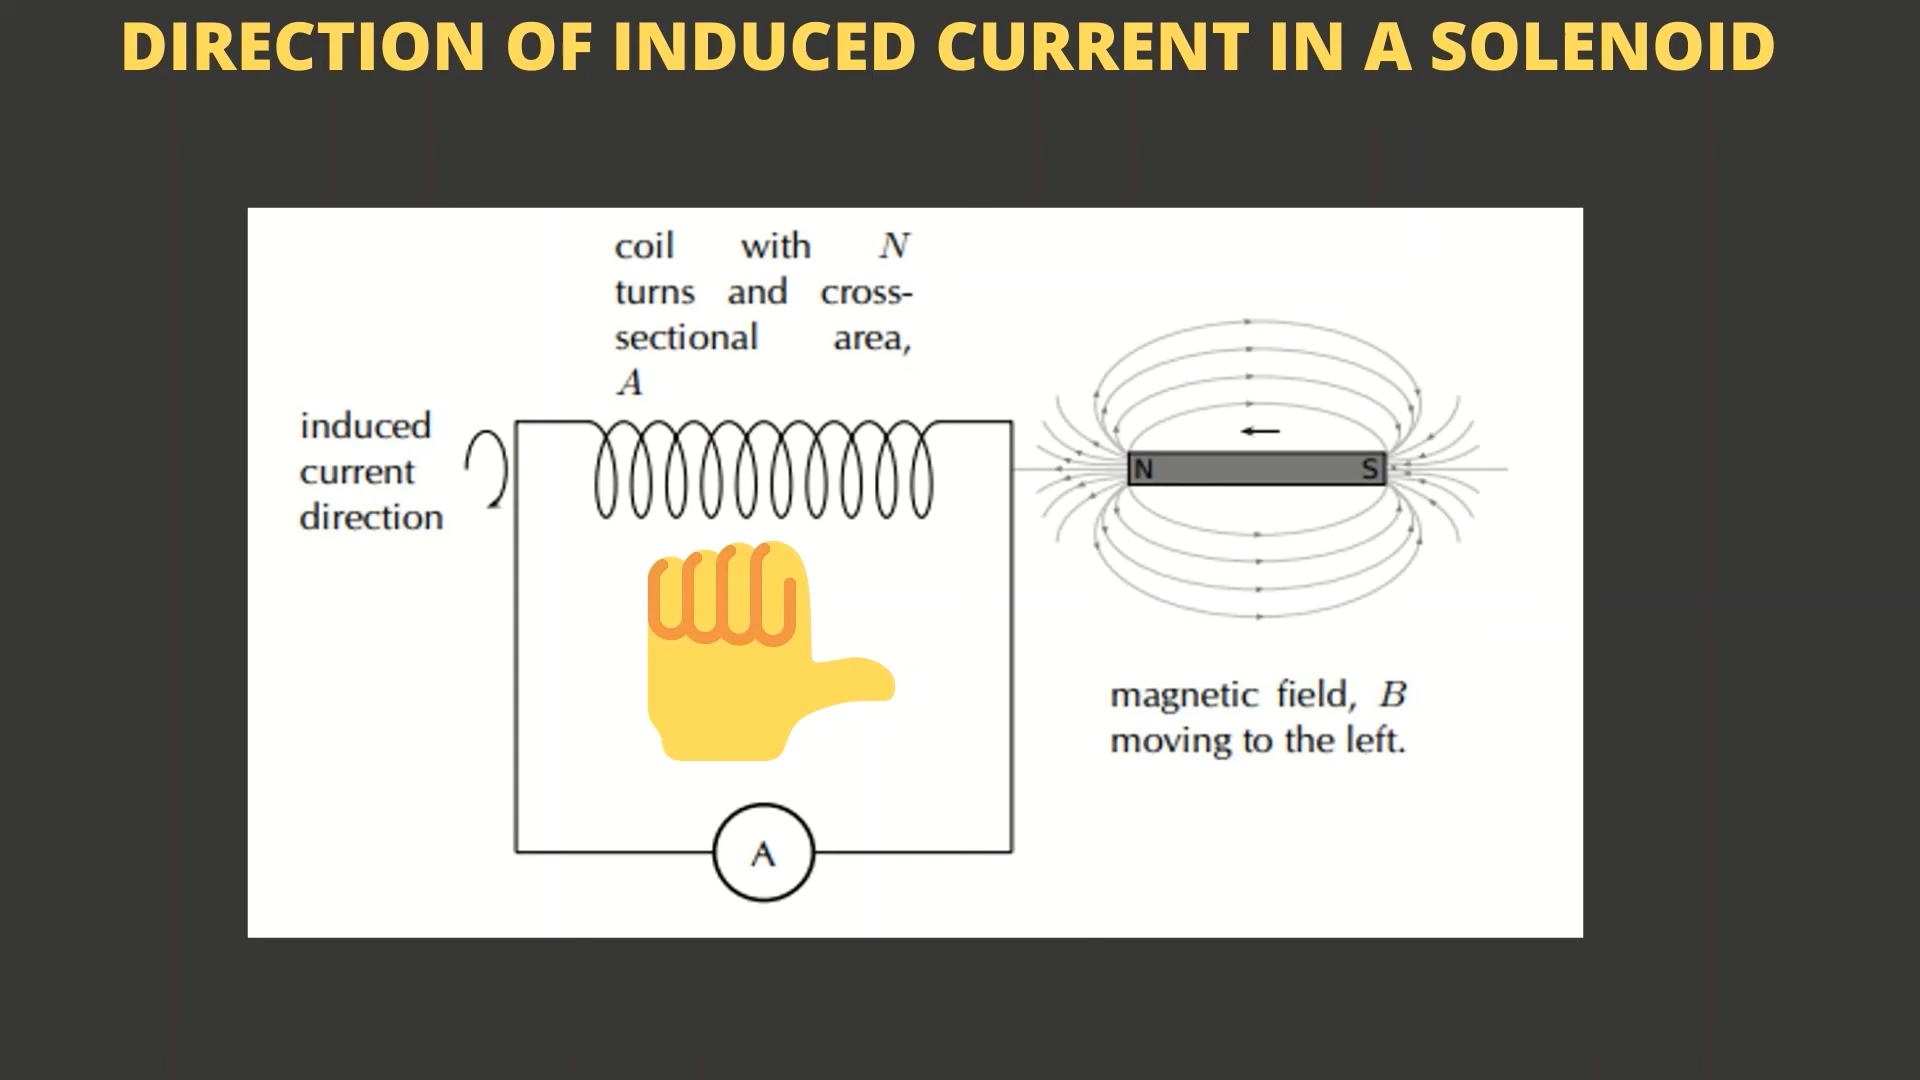 DIRECTION OF INDUCED CURRENT IN A SOLENOID
coil with N
turns and cross-
sectional area,
A
induced
current
direction
N S
magnetic field, B
moving to the left.
A